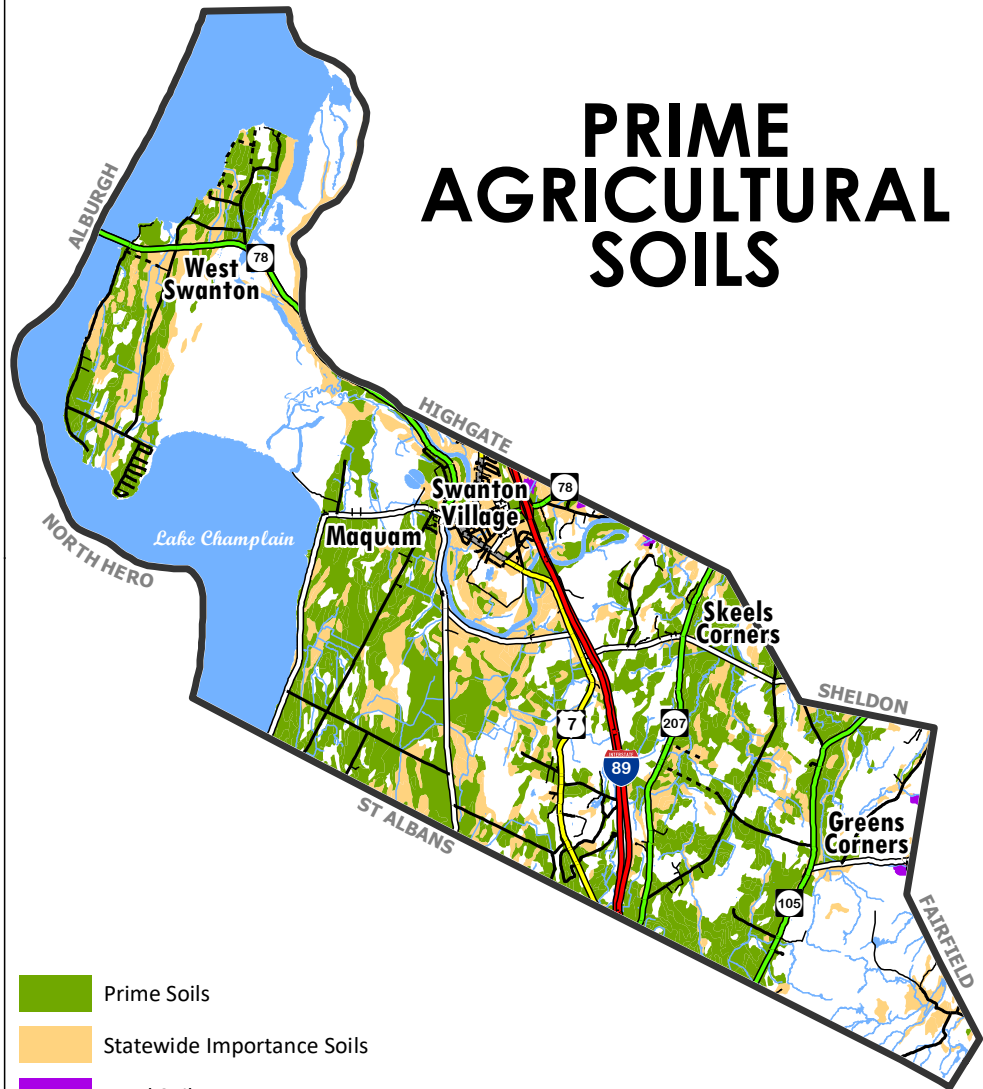 PRIME
AGRICULTURAL
SOILS
ALBURGH
West
Swanton
78
HIGHGATE
Swanton
Village
78
NORTH HERO
Lake Champlain
Maquam
Skeels
Corners
SHELDON
7
207
INTERSTATE
89
ST ALBANS
Greens
Corners
105
FAIRFIELD
Prime Soils
Statewide Importance Soils